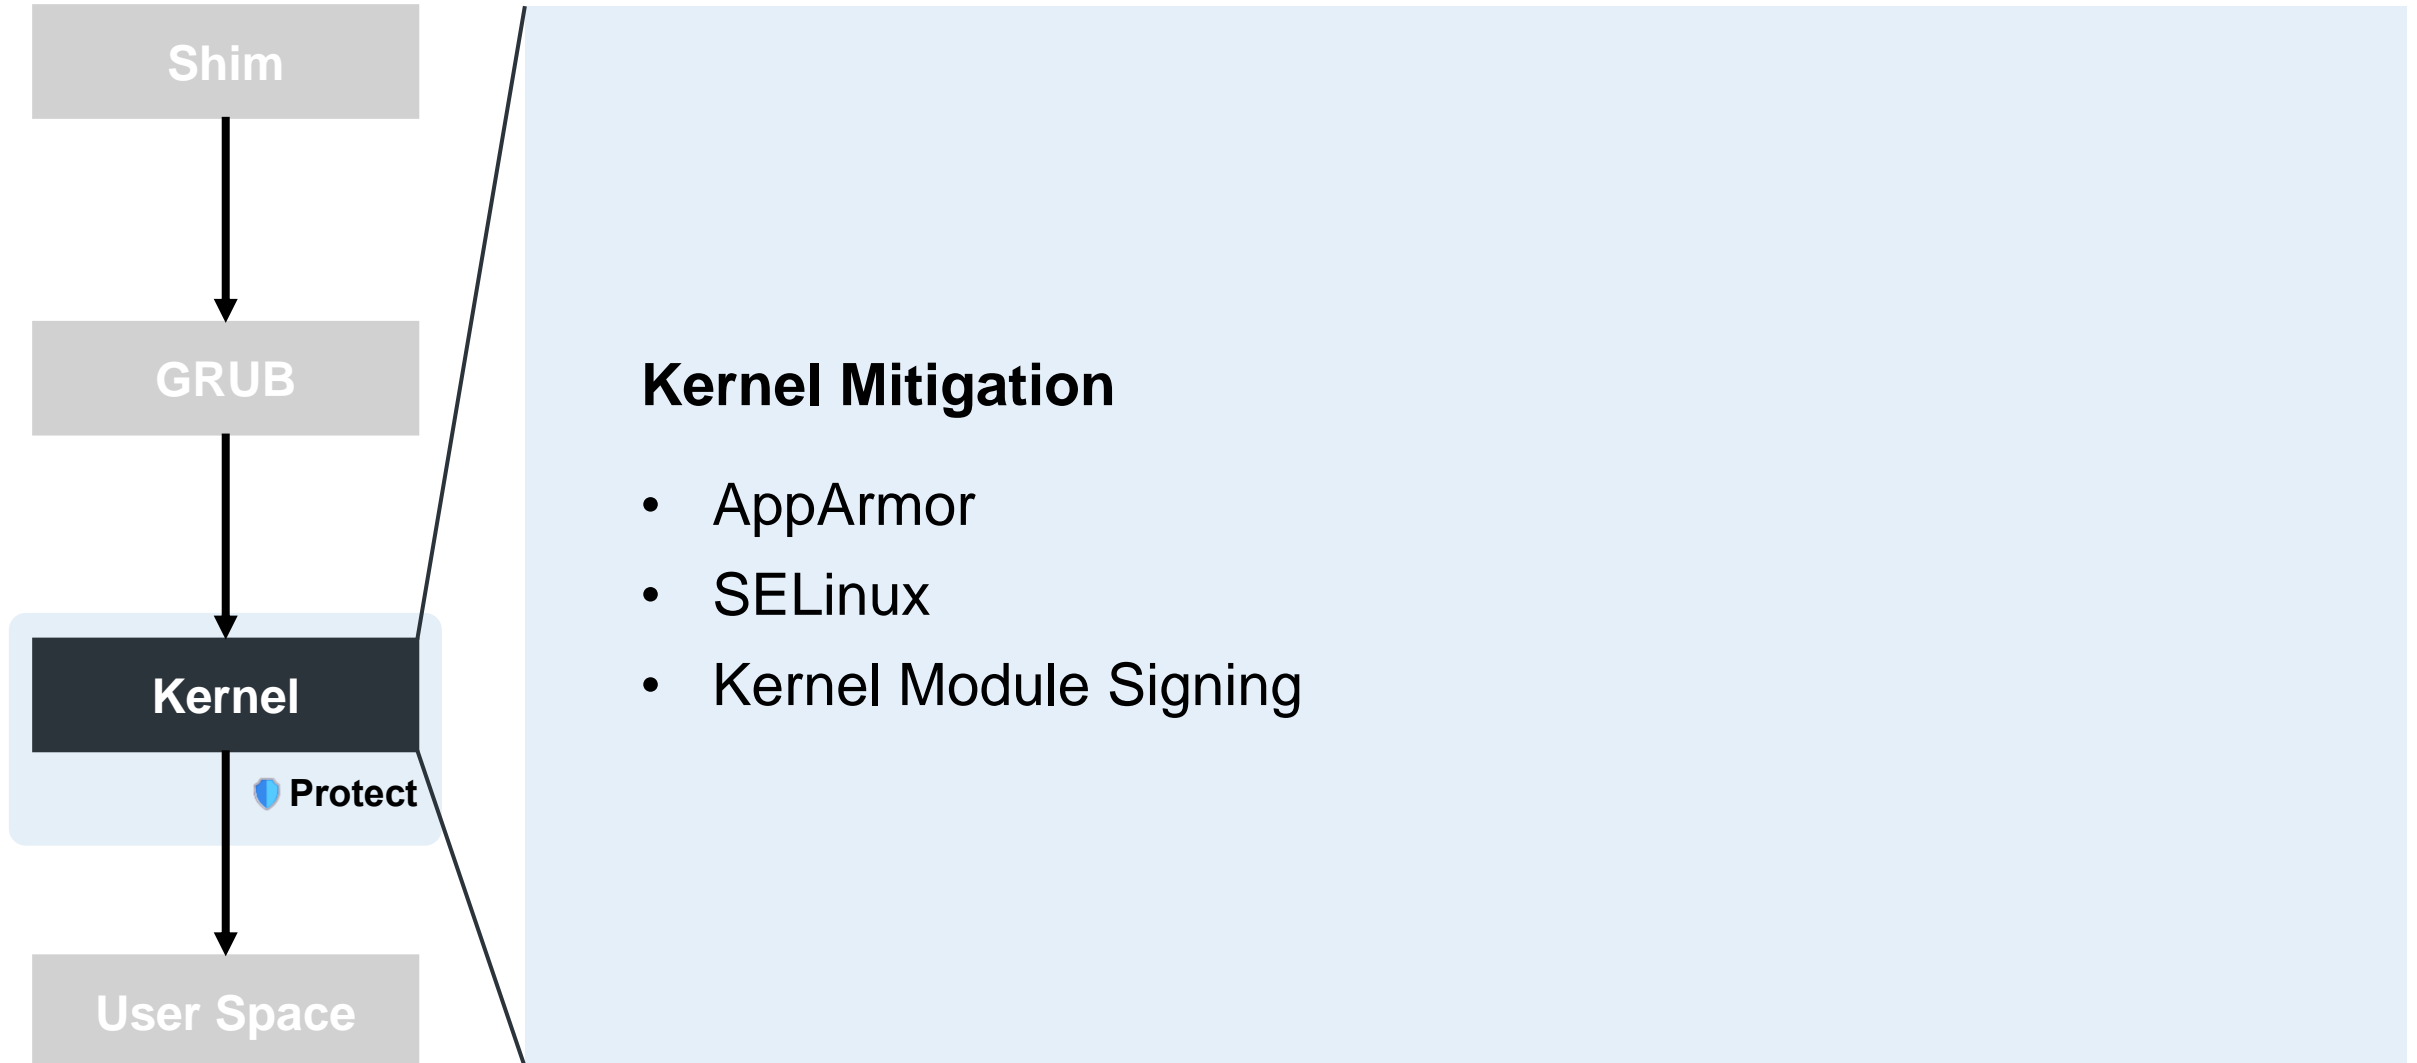 Shim
GRUB
Kernel
Protect
User Space
Kernel Mitigation
• AppArmor
• SELinux
• Kernel Module Signing